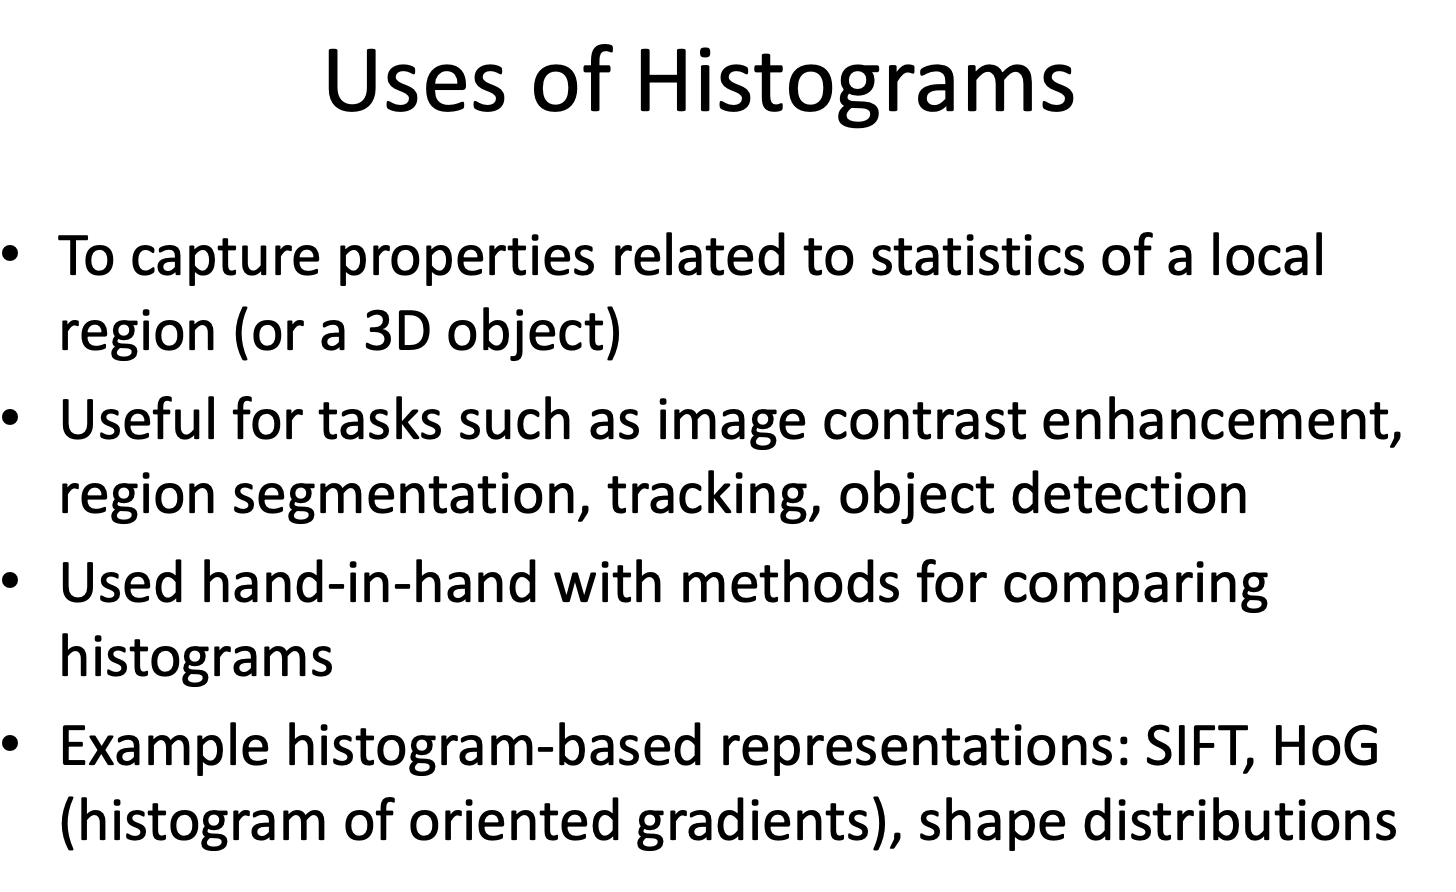 Uses of Histograms
• To capture properties related to statistics of a local
region (or a 3D object)
• Useful for tasks such as image contrast enhancement,
region segmentation, tracking, object detection
• Used hand-in-hand with methods for comparing
histograms
• Example histogram-based representations: SIFT, HoG
(histogram of oriented gradients), shape distributions